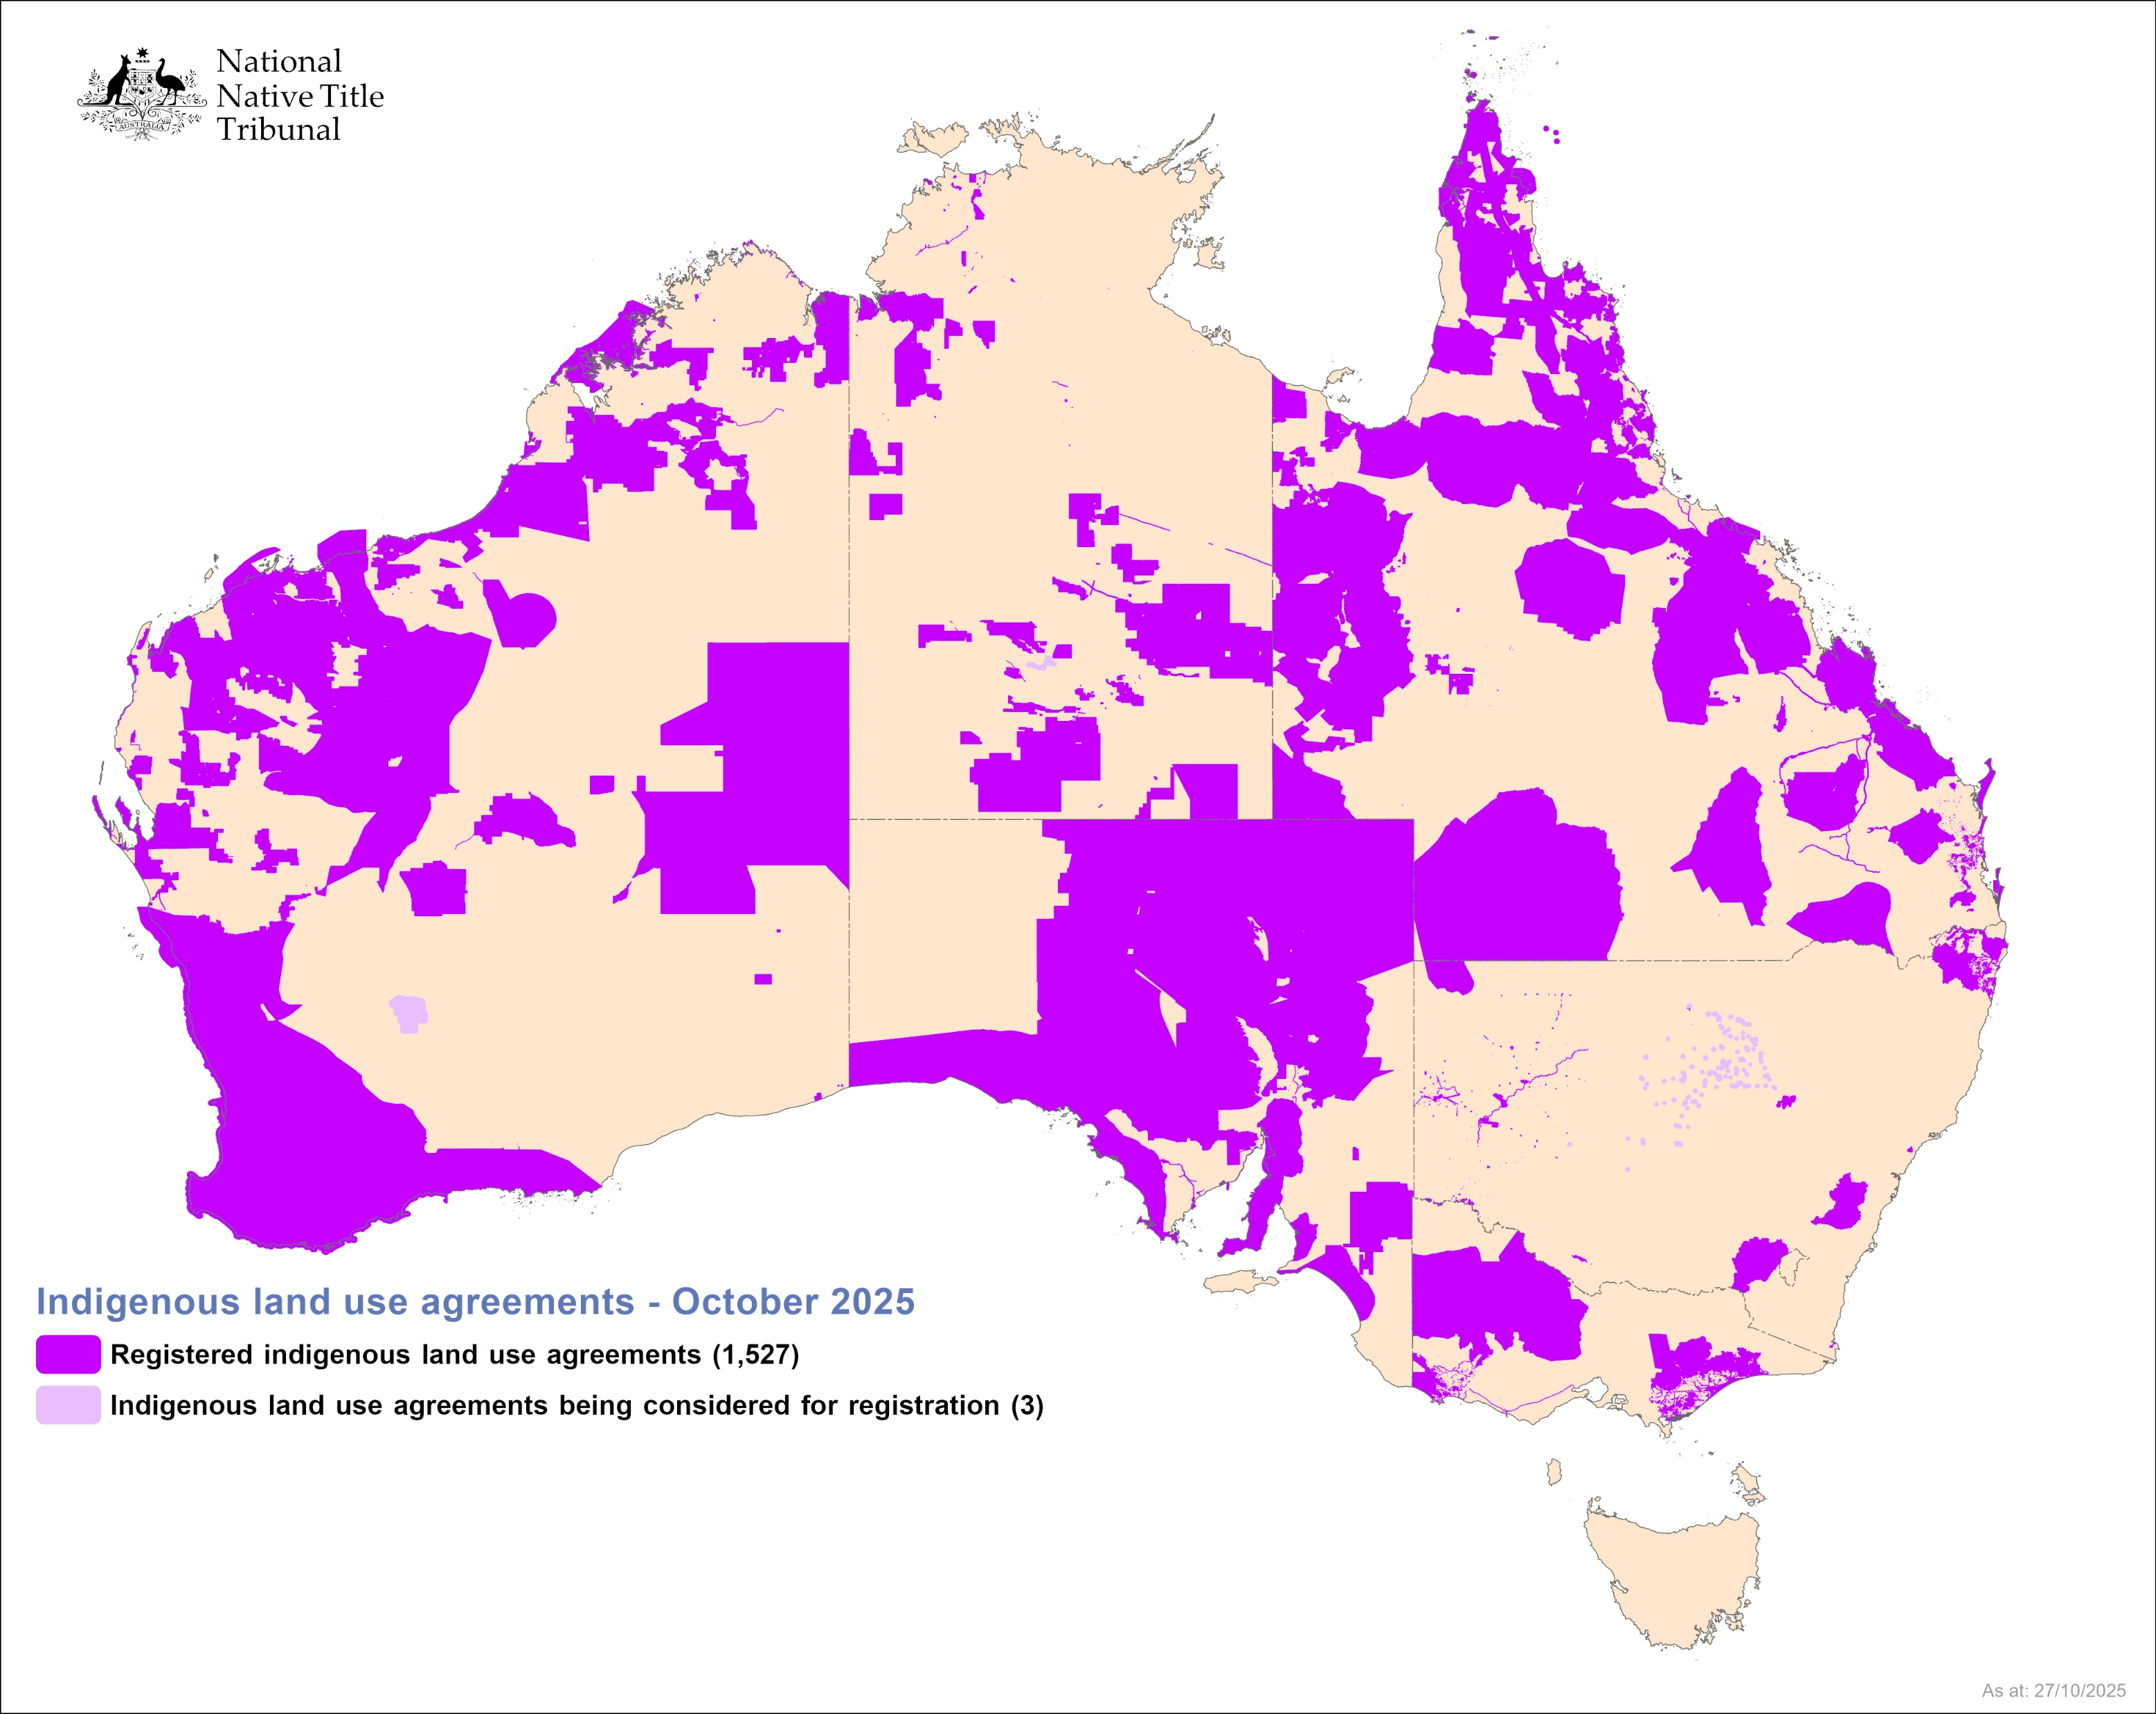 National
Native Title
Tribunal
AUSTRALIA
Indigenous land use agreements - October 2025
Registered indigenous land use agreements (1,527)
Indigenous land use agreements being considered for registration (3)
As at: 27/10/2025